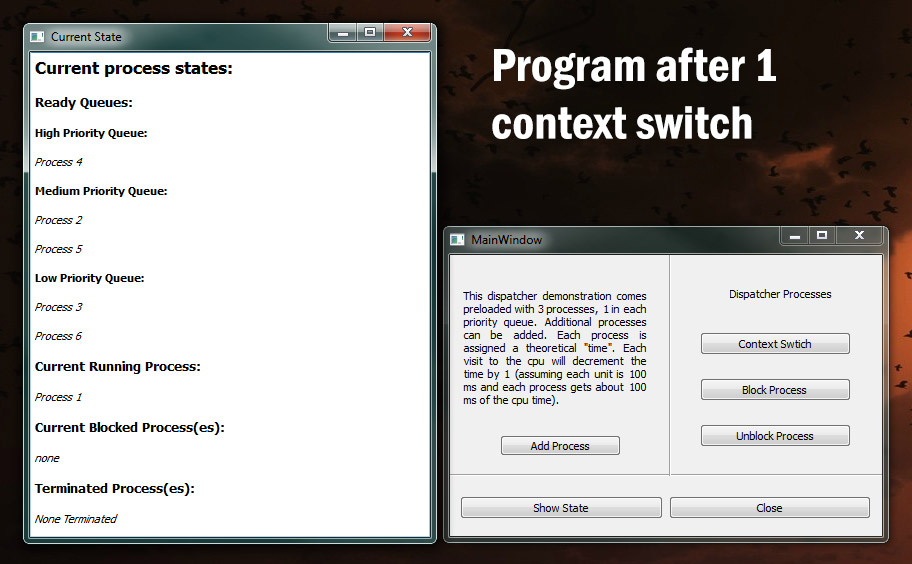 Current State
Current process states:
Ready Queues:
High Priority Queue:
Process 4
Medium Priority Queue:
Process 2
Process 5
Low Priority Queue:
Process 3
Process 6
Current Running Process:
Process 1
Current Blocked Process(es):
none
Terminated Process(es):
None Terminated
Program after 1
context switch
MainWindow
This dispatcher demonstration comes
preloaded with 3 processes, 1 in each
priority queue. Additional processes
can be added. Each process is
assigned a theoretical "time". Each
visit to the cpu will decrement the
time by 1 (assuming each unit is 100
ms and each process gets about 100
ms of the cpu time).
Add Process
Dispatcher Processes
Context Swtich
Block Process
Unblock Process
Show State
Close